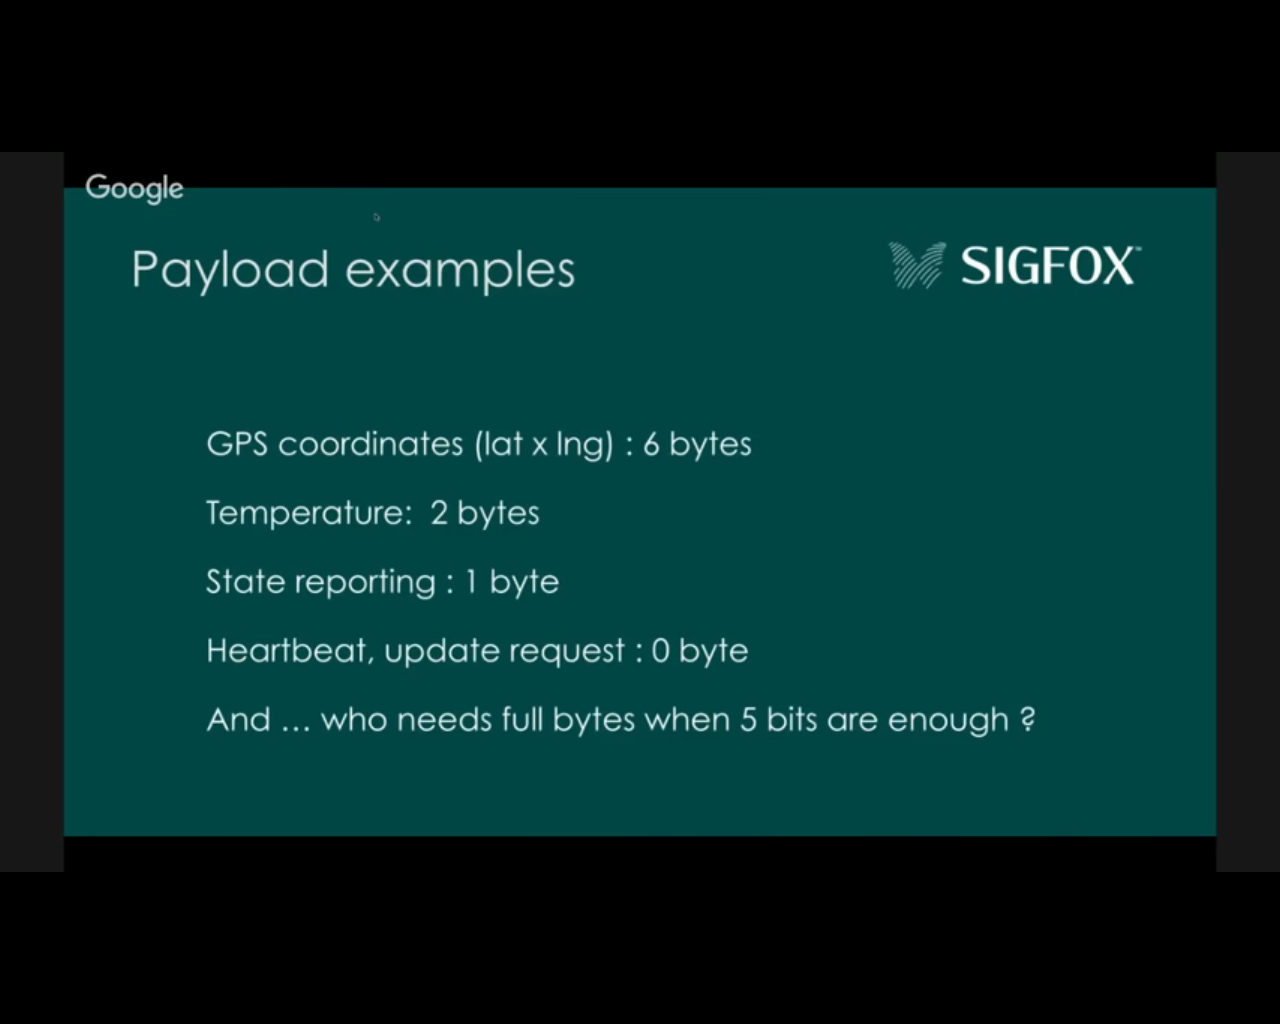 Google
Payload examples
SIGFOX™
GPS coordinates (lat x lng) : 6 bytes
Temperature:  2 bytes
State reporting : 1 byte
Heartbeat, update request : 0 byte
And ... who needs full bytes when 5 bits are enough ?